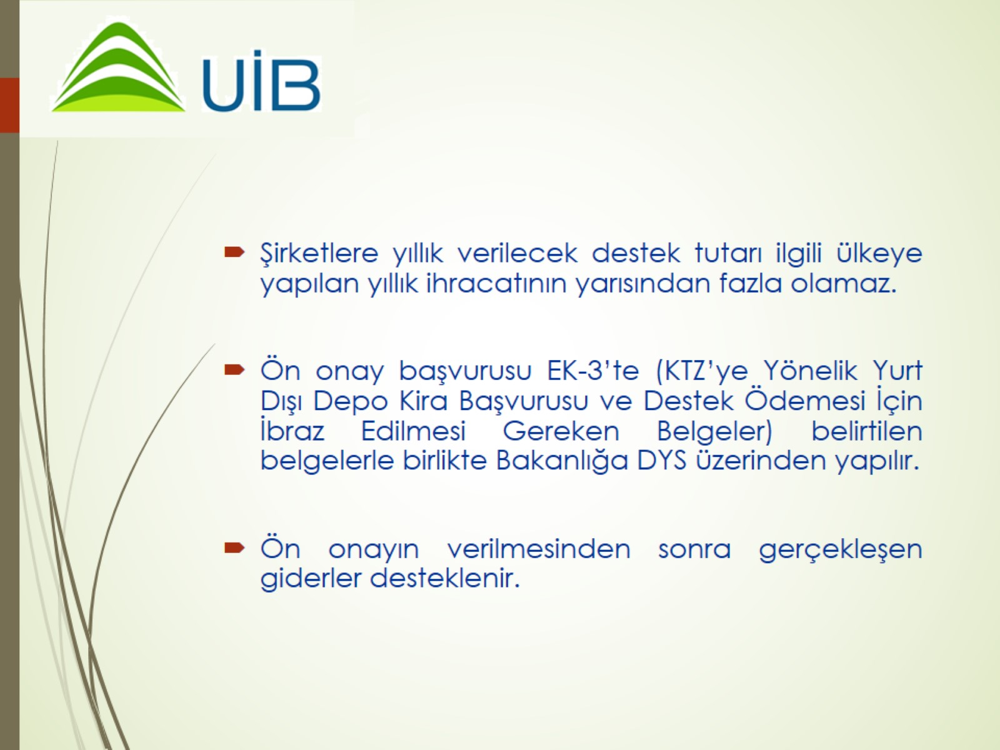 UİB
Şirketlere yıllık verilecek destek tutarı ilgili ülkeye
yapılan yıllık ihracatının yarısından fazla olamaz.
Ön onay başvurusu EK-3’te (KTZ’ye Yönelik Yurt
Dışı Depo Kira Başvurusu ve Destek Ödemesi İçin
İbraz Edilmesi Gereken Belgeler) belirtilen
belgelerle birlikte Bakanlığa DYS üzerinden yapılır.
Ön onayın verilmesinden sonra gerçekleşen
giderler desteklenir.